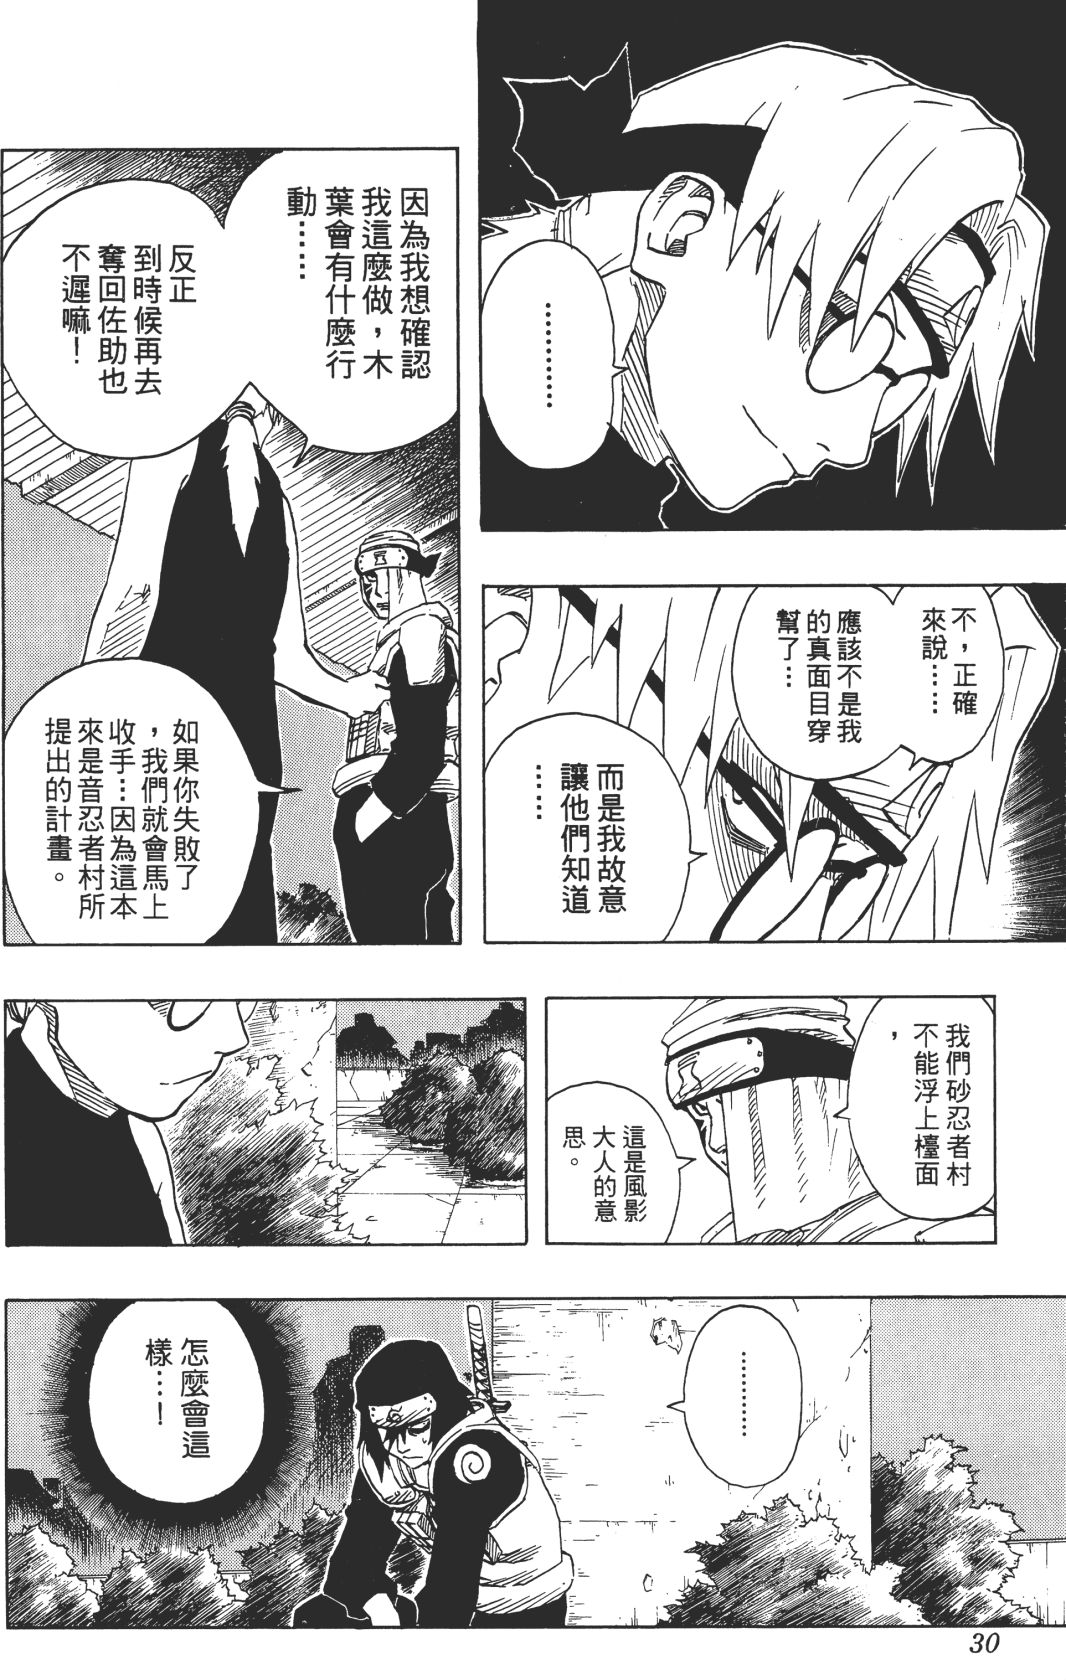 …………
不，正確
來說……
應該不是我
的真面目穿
幫了…
而是我故意
讓他們知道
……
因為我想確認
我這麼做，木
葉會有什麼行
動……
反正
到時候再去
奪回佐助也
不遲嘛！
如果你失敗了
，我們就會馬上
收手…因為這本
來是音忍者村所
提出的計畫。
我們砂忍者村
不能浮上檯面
，
這是風影
大人的意
思。
…………
怎麼會這
樣…！
30